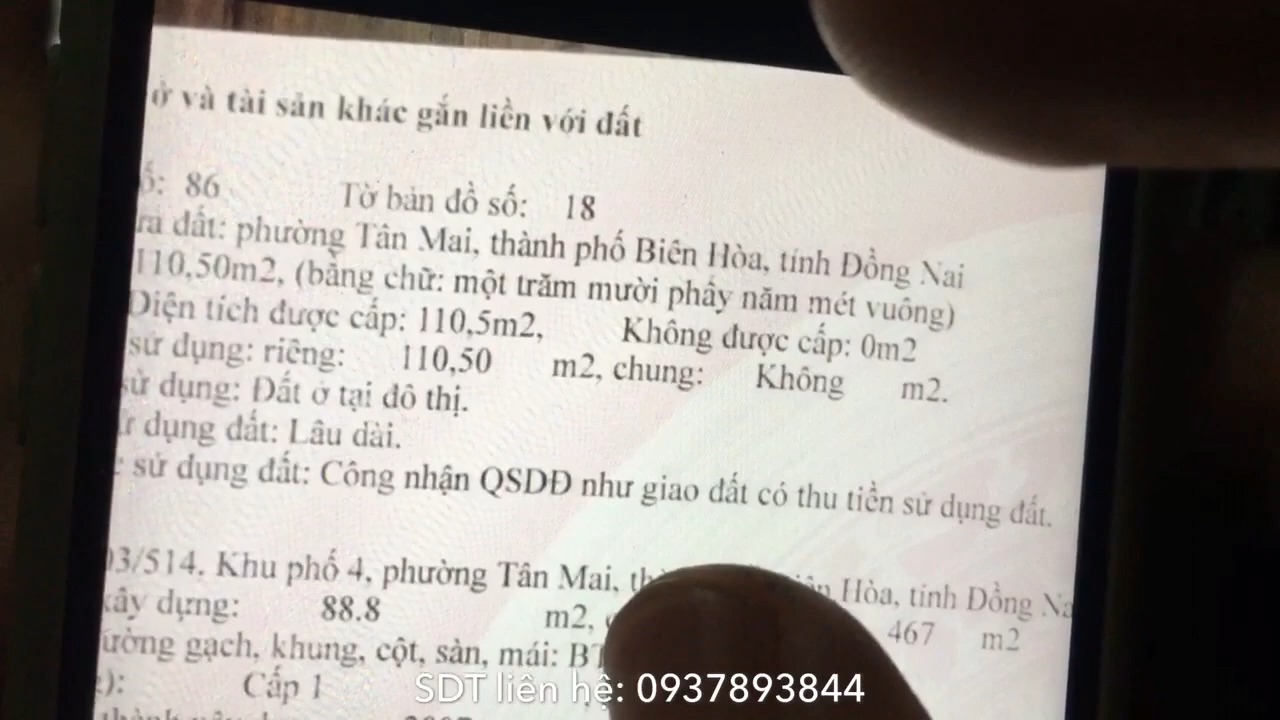 ở và tài sản khác gắn liền với đất
86 Tờ bản đồ số: 18
đất: phường Tân Mai, thành phố Biên Hòa, tỉnh Đồng Nai
110,50m2, (bằng chữ: một trăm mười phẩy năm mét vuông)
Diện tích được cấp: 110,5m2, Không được cấp: 0m2
sử dụng: riêng: 110,50 m2, chung: Không m2.
sử dụng: Đất ở tại đô thị.
dụng đất: Lâu dài.
sử dụng đất: Công nhận QSDĐ như giao đất có thu tiền sử dụng đất.
03/514. Khu phố 4, phường Tân Mai, Hòa, tỉnh Đồng Na
xây dựng: 88.8 m2, 467 m2
tường gạch, khung, cột, sàn, mái: BT
): Cấp 1
SDT liên hệ: 0937893844